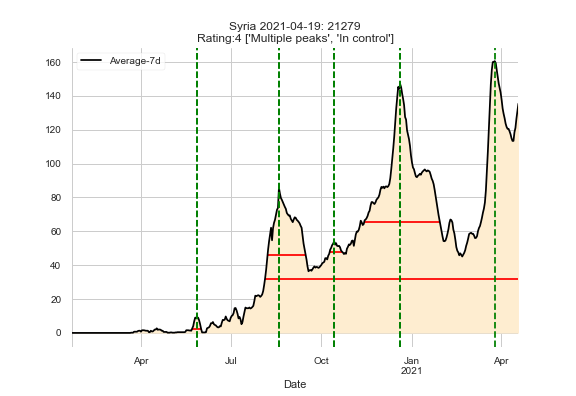 Syria 2021-04-19: 21279
Rating:4 ['Multiple peaks', 'In control']
Average-7d
160
140
120
100
80
60
40
20
0
Apr
Jul
Oct
Jan
2021
Apr
Date